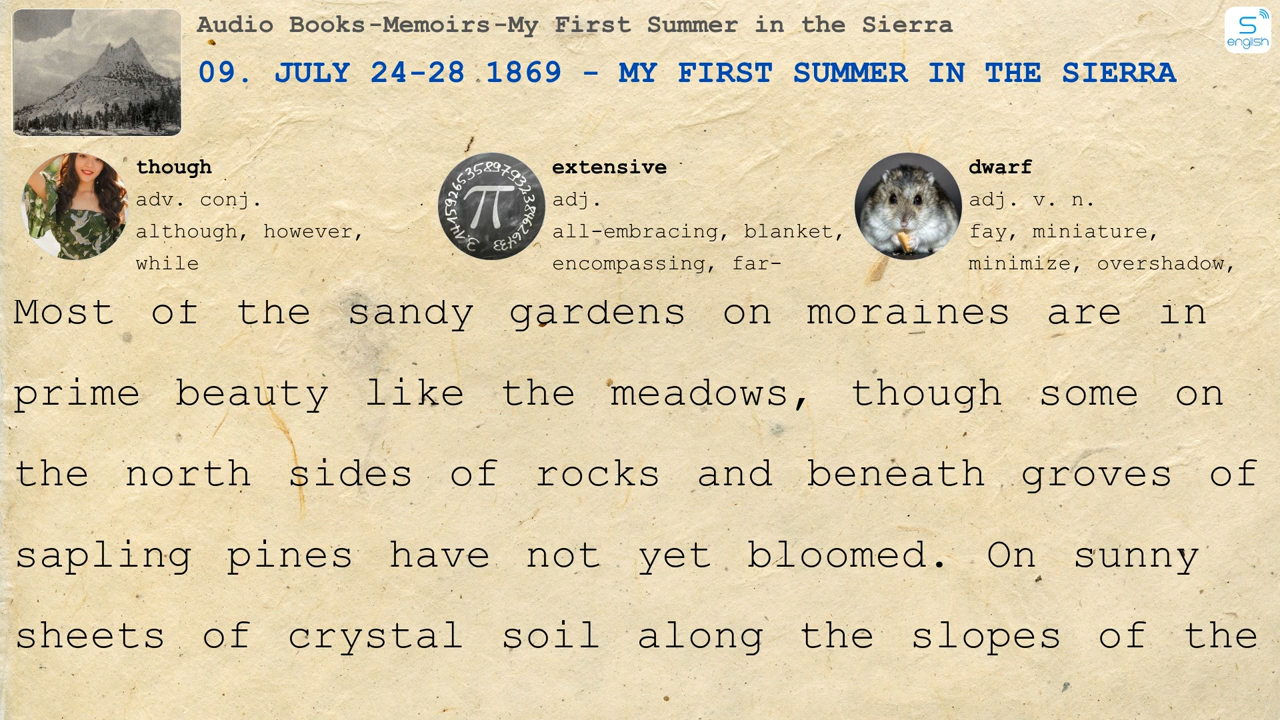 Audio Books-Memoirs-My First Summer in the Sierra
09. JULY 24-28 1869 - MY FIRST SUMMER IN THE SIERRA
S
english
though
adv. conj.
although, however,
while
extensive
adj.
all-embracing, blanket,
encompassing, far-
dwarf
adj. v. n.
fay, miniature,
minimize, overshadow,
Most of the sandy gardens on moraines are in
prime beauty like the meadows, though some on
the north sides of rocks and beneath groves of
sapling pines have not yet bloomed. On sunny
sheets of crystal soil along the slopes of the